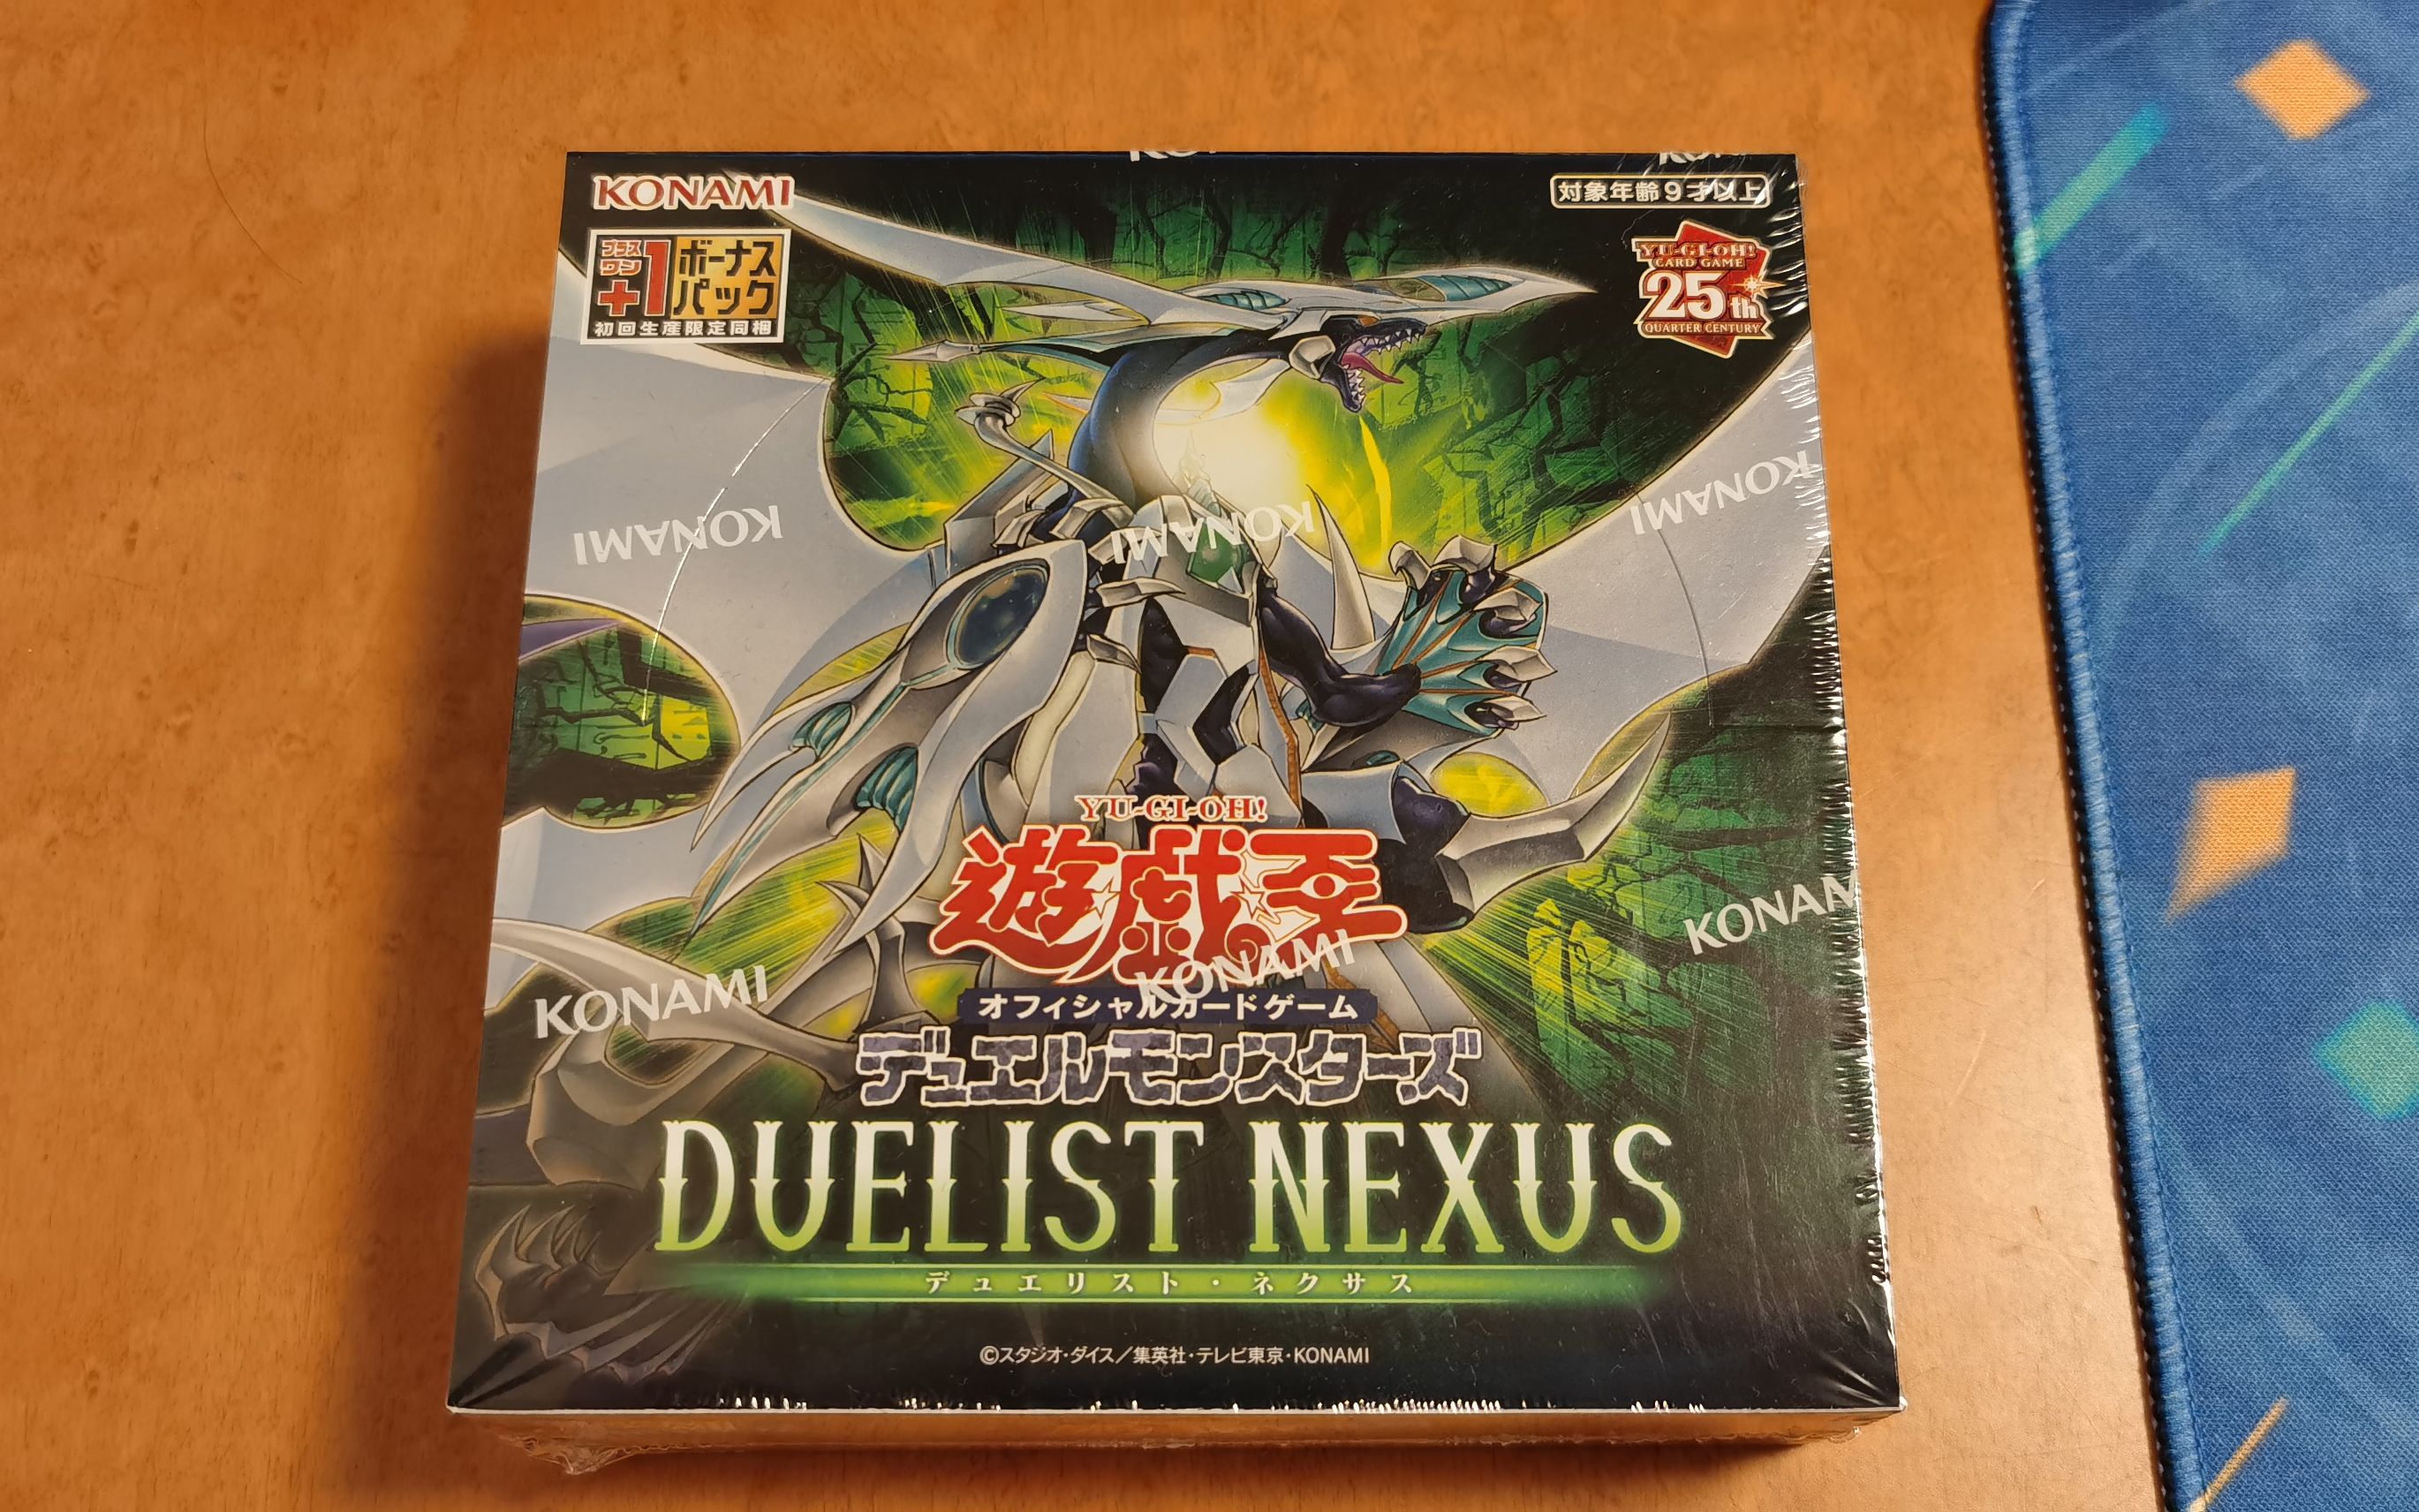 KONAMI
対象年齢9才以上
プラスワン
+1
ボーナスパック
初回生産限定同梱
YU-GI-OH!
CARD GAME
25th
QUARTER CENTURY
KONAMI
KONAMI
KONAMI
YU-GI-OH!
遊戯王
KONAMI
KONAMI
KONAM
オフィシャルカードゲーム
デュエルモンスターズ
DUELIST NEXUS
デュエリスト・ネクサス
©スタジオ・ダイス/集英社・テレビ東京・KONAMI